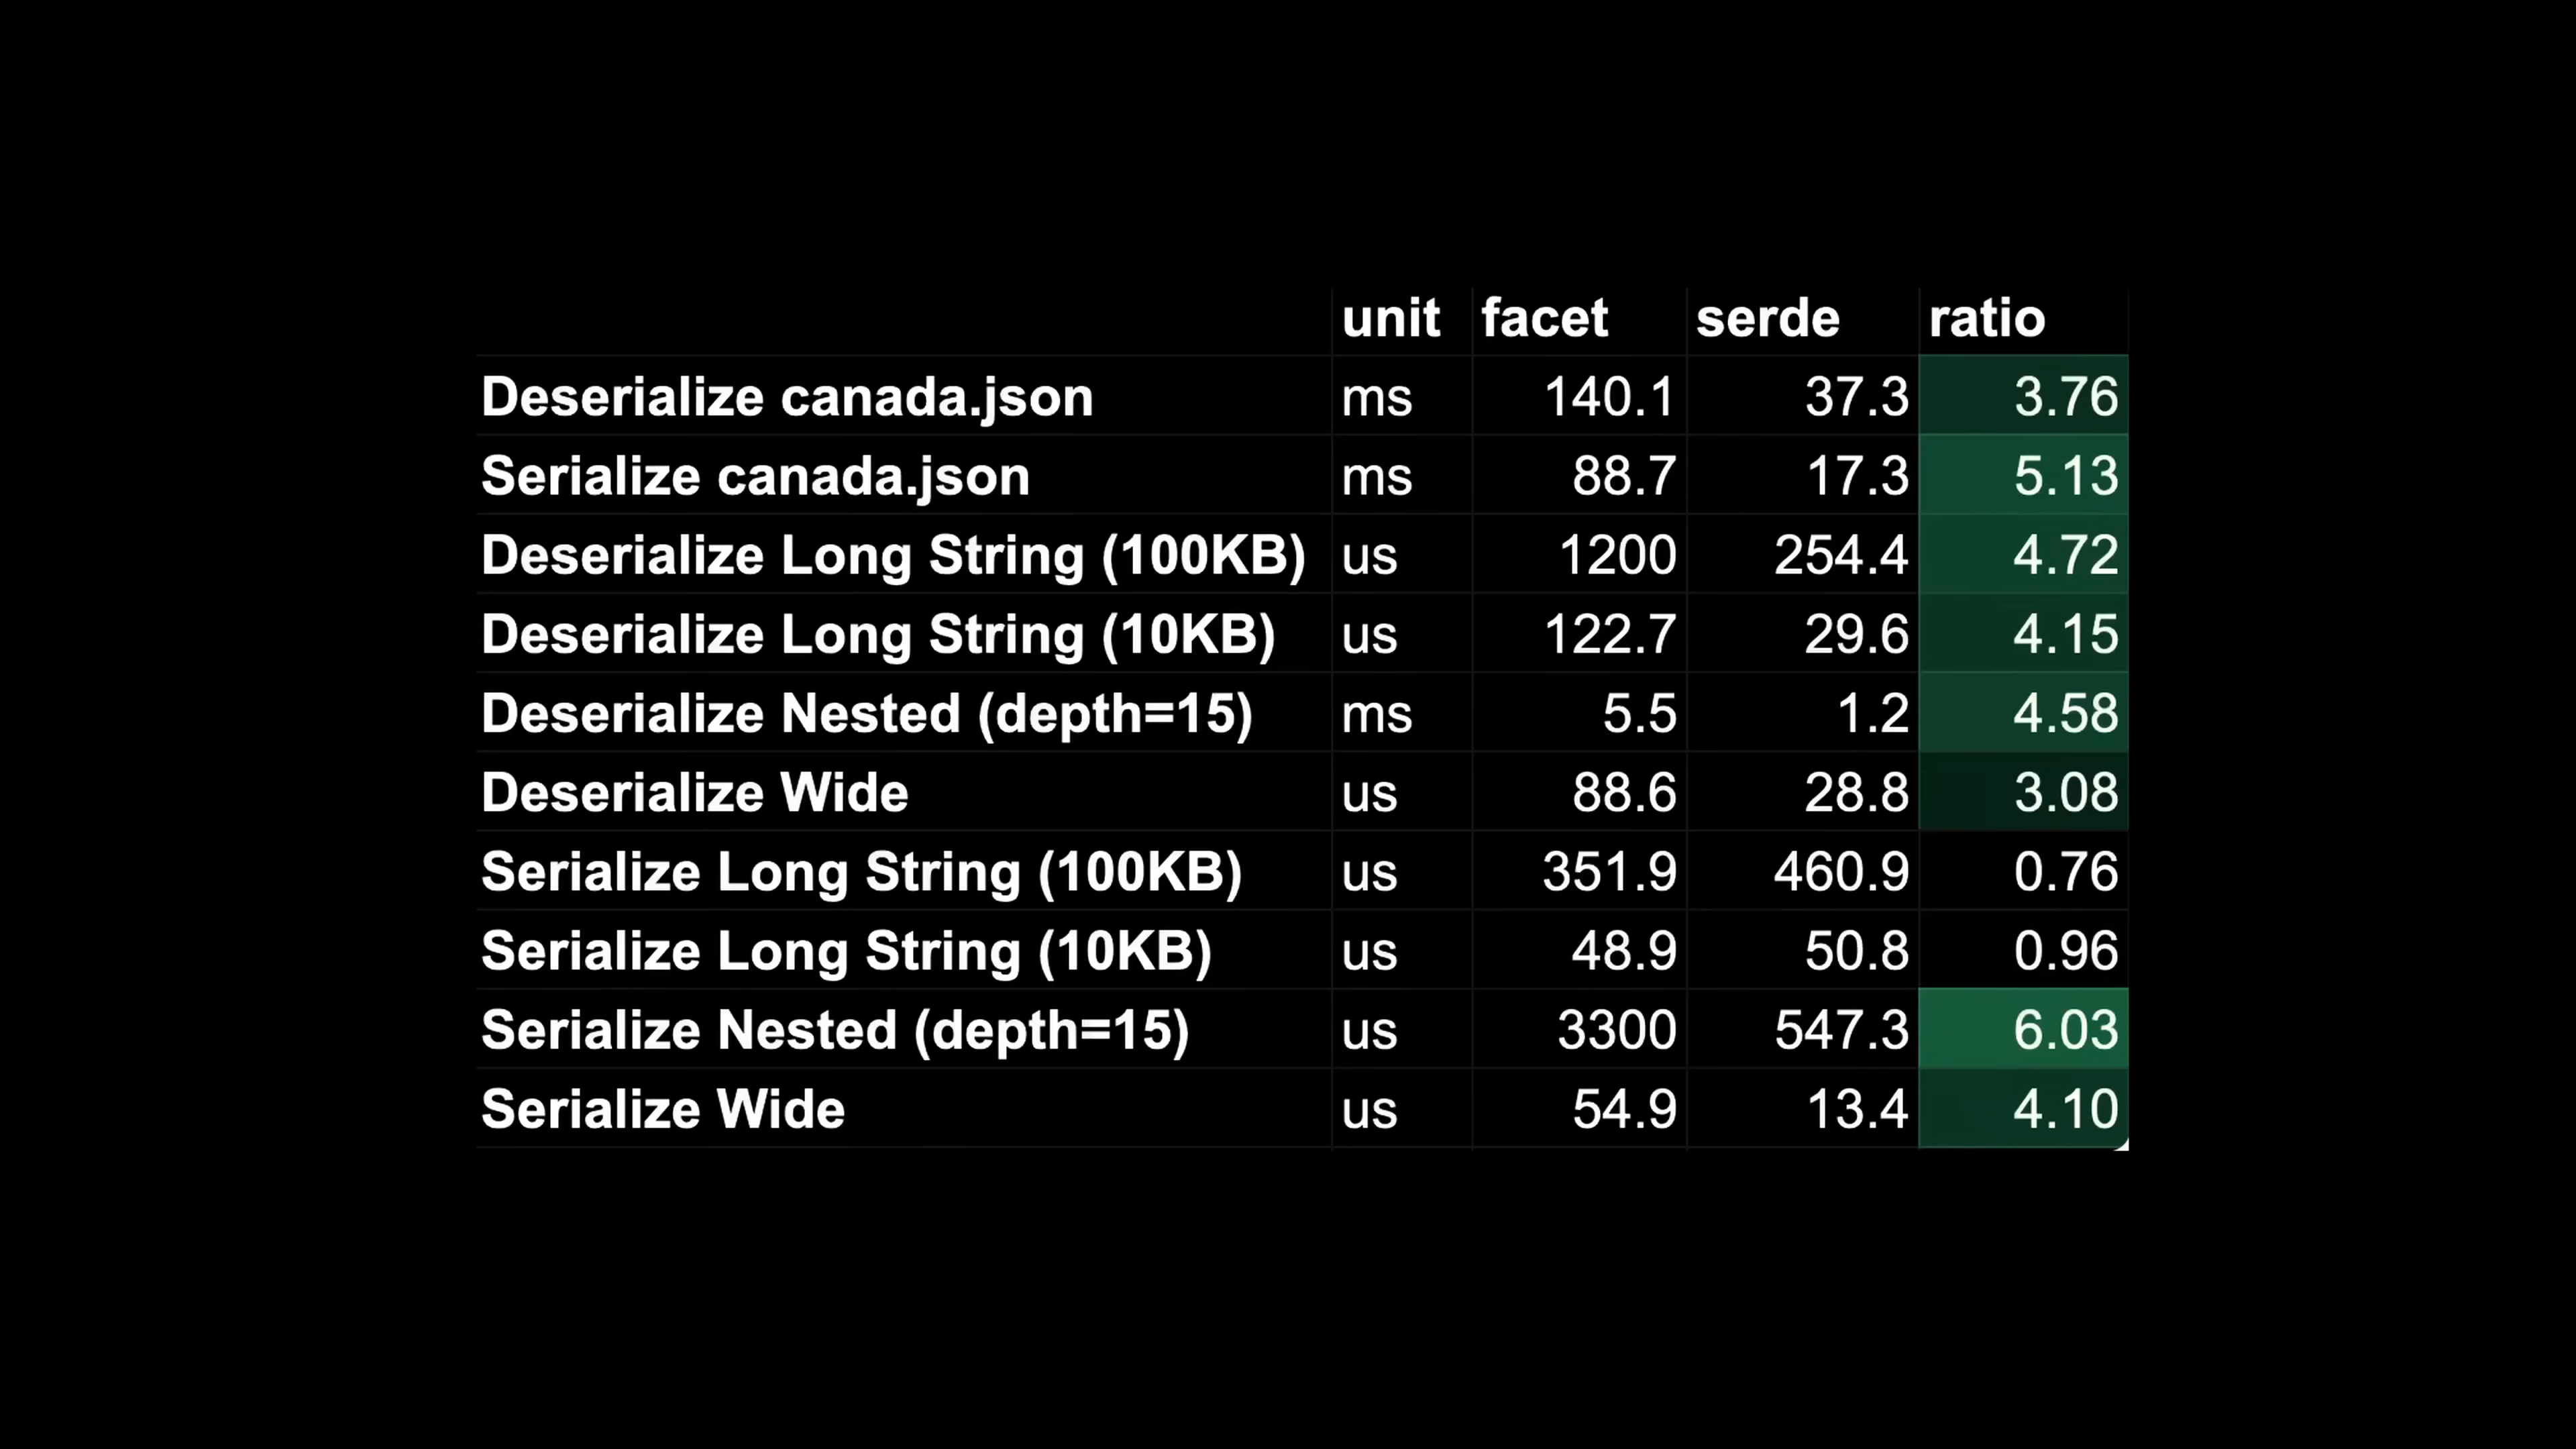 unit facet serde ratio
Deserialize canada.json ms 140.1 37.3 3.76
Serialize canada.json ms 88.7 17.3 5.13
Deserialize Long String (100KB) us 1200 254.4 4.72
Deserialize Long String (10KB) us 122.7 29.6 4.15
Deserialize Nested (depth=15) ms 5.5 1.2 4.58
Deserialize Wide us 88.6 28.8 3.08
Serialize Long String (100KB) us 351.9 460.9 0.76
Serialize Long String (10KB) us 48.9 50.8 0.96
Serialize Nested (depth=15) us 3300 547.3 6.03
Serialize Wide us 54.9 13.4 4.10